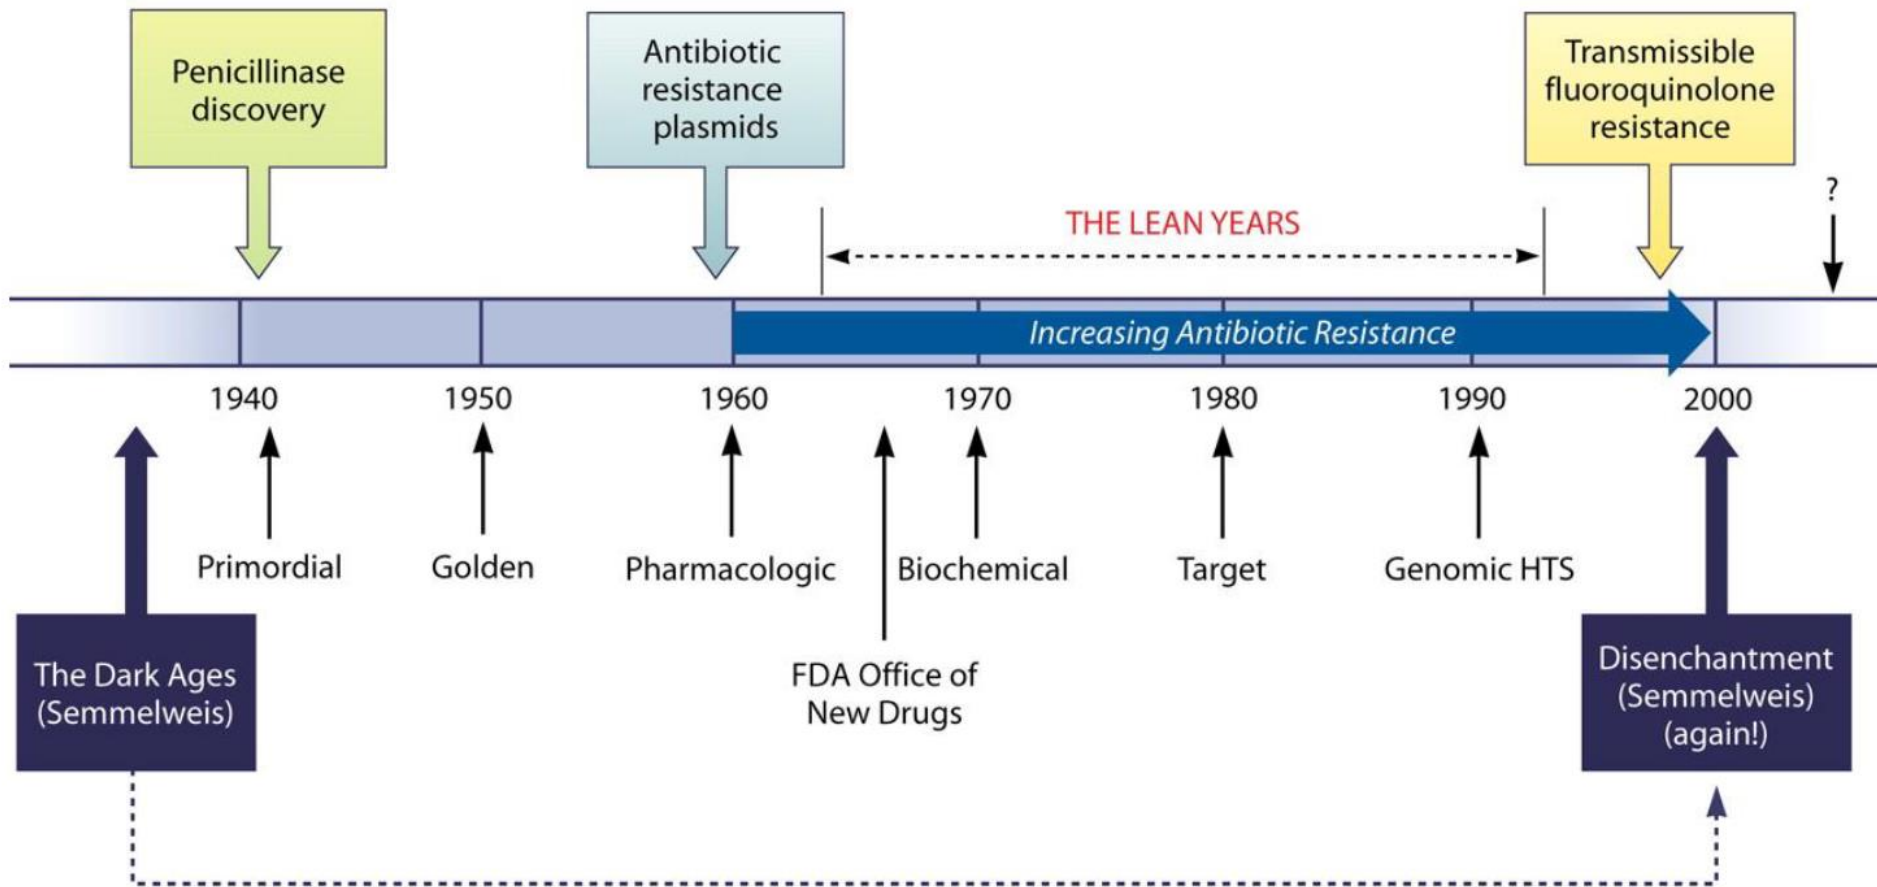 Penicillinase
discovery
Antibiotic
resistance
plasmids
Transmissible
fluoroquinolone
resistance
?
THE LEAN YEARS
Increasing Antibiotic Resistance
1940
1950
1960
1970
1980
1990
2000
Primordial
Golden
Pharmacologic
Biochemical
Target
Genomic HTS
The Dark Ages
(Semmelweis)
FDA Office of
New Drugs
Disenchantment
(Semmelweis)
(again!)